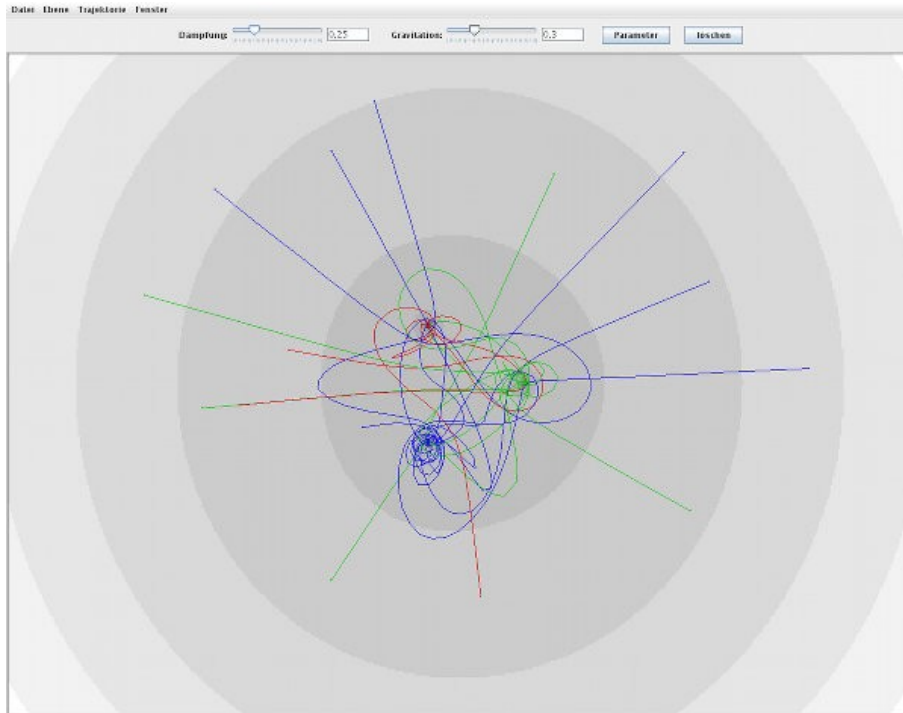 Datei Ebene Trajektorie Fenster
Dämpfung: 0.25 Gravitation: 0.3 Parameter löschen